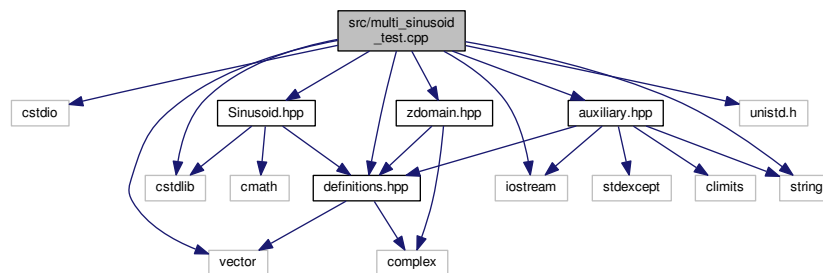 src/multi_sinusoid
_test.cpp
cstdio
Sinusoid.hpp
zdomain.hpp
auxiliary.hpp
unistd.h
cstdlib
cmath
definitions.hpp
iostream
stdexcept
climits
string
vector
complex